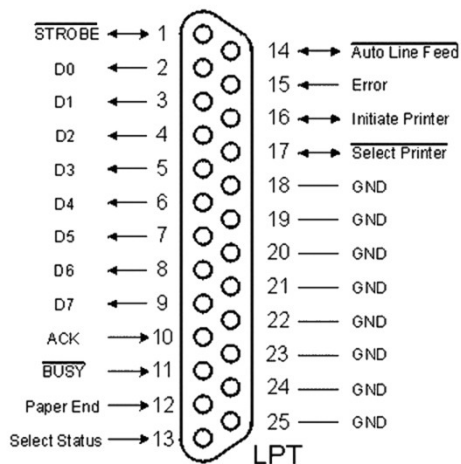 STROBE 1
D0 2
D1 3
D2 4
D3 5
D4 6
D5 7
D6 8
D7 9
ACK 10
BUSY 11
Paper End 12
Select Status 13
14 Auto Line Feed
15 Error
16 Initiate Printer
17 Select Printer
18 GND
19 GND
20 GND
21 GND
22 GND
23 GND
24 GND
25 GND
LPT